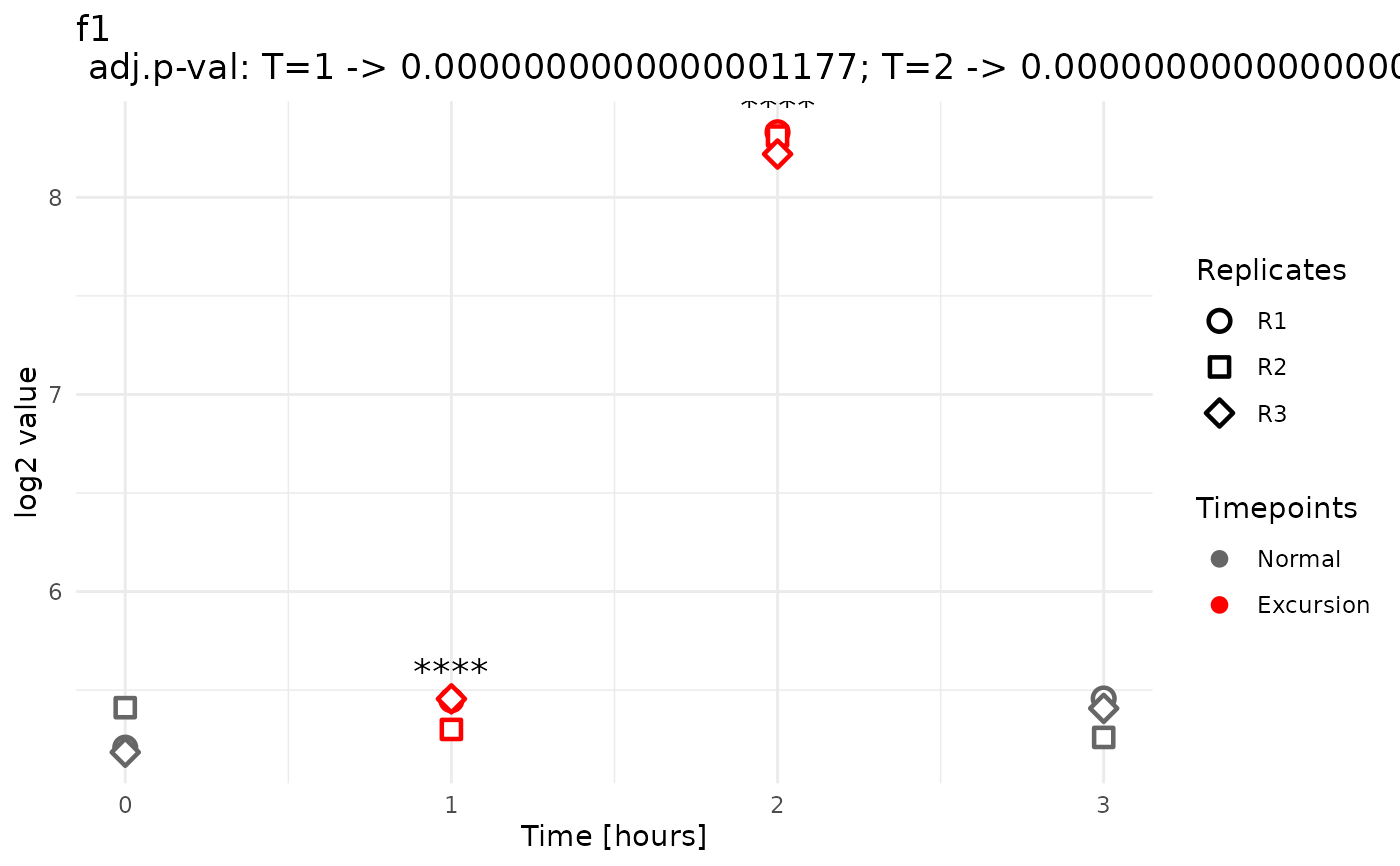 f1
adj.p-val: T=1 -> 0.0000000000000001177; T=2 -> 0.000000000000000
****
8
7
6
****
log2 value
0 1 2 3
Time [hours]
Replicates
R1
R2
R3
Timepoints
Normal
Excursion